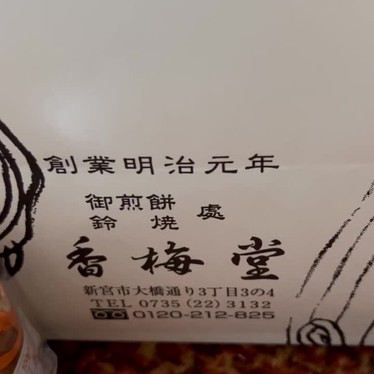 創業明治元年
御煎餅
鈴焼處
香梅堂
新宮市大橋通り3丁目3の4
TEL 0735 (22) 3132
0120-212-825